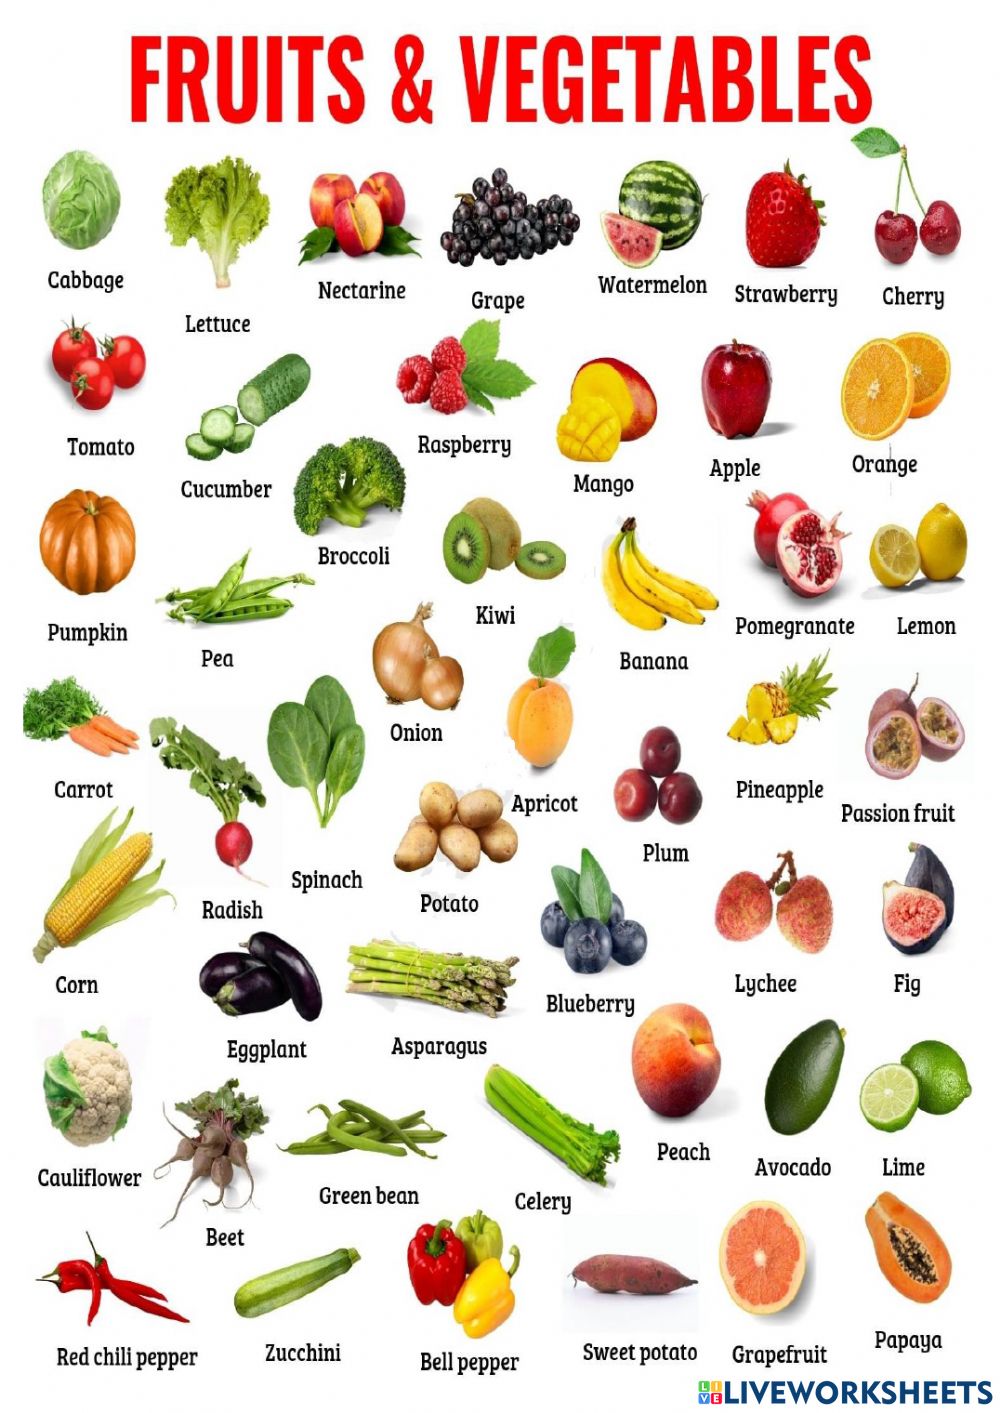 FRUITS & VEGETABLES
Cabbage
Lettuce
Nectarine
Grape
Watermelon
Strawberry
Cherry
Tomato
Cucumber
Raspberry
Mango
Apple
Orange
Broccoli
Pumpkin
Pea
Kiwi
Banana
Pomegranate
Lemon
Onion
Carrot
Radish
Spinach
Potato
Apricot
Plum
Pineapple
Passion fruit
Corn
Eggplant
Asparagus
Blueberry
Lychee
Fig
Cauliflower
Beet
Green bean
Celery
Peach
Avocado
Lime
Red chili pepper
Zucchini
Bell pepper
Sweet potato
Grapefruit
Papaya
LIVE LIVEWORKSHEETS